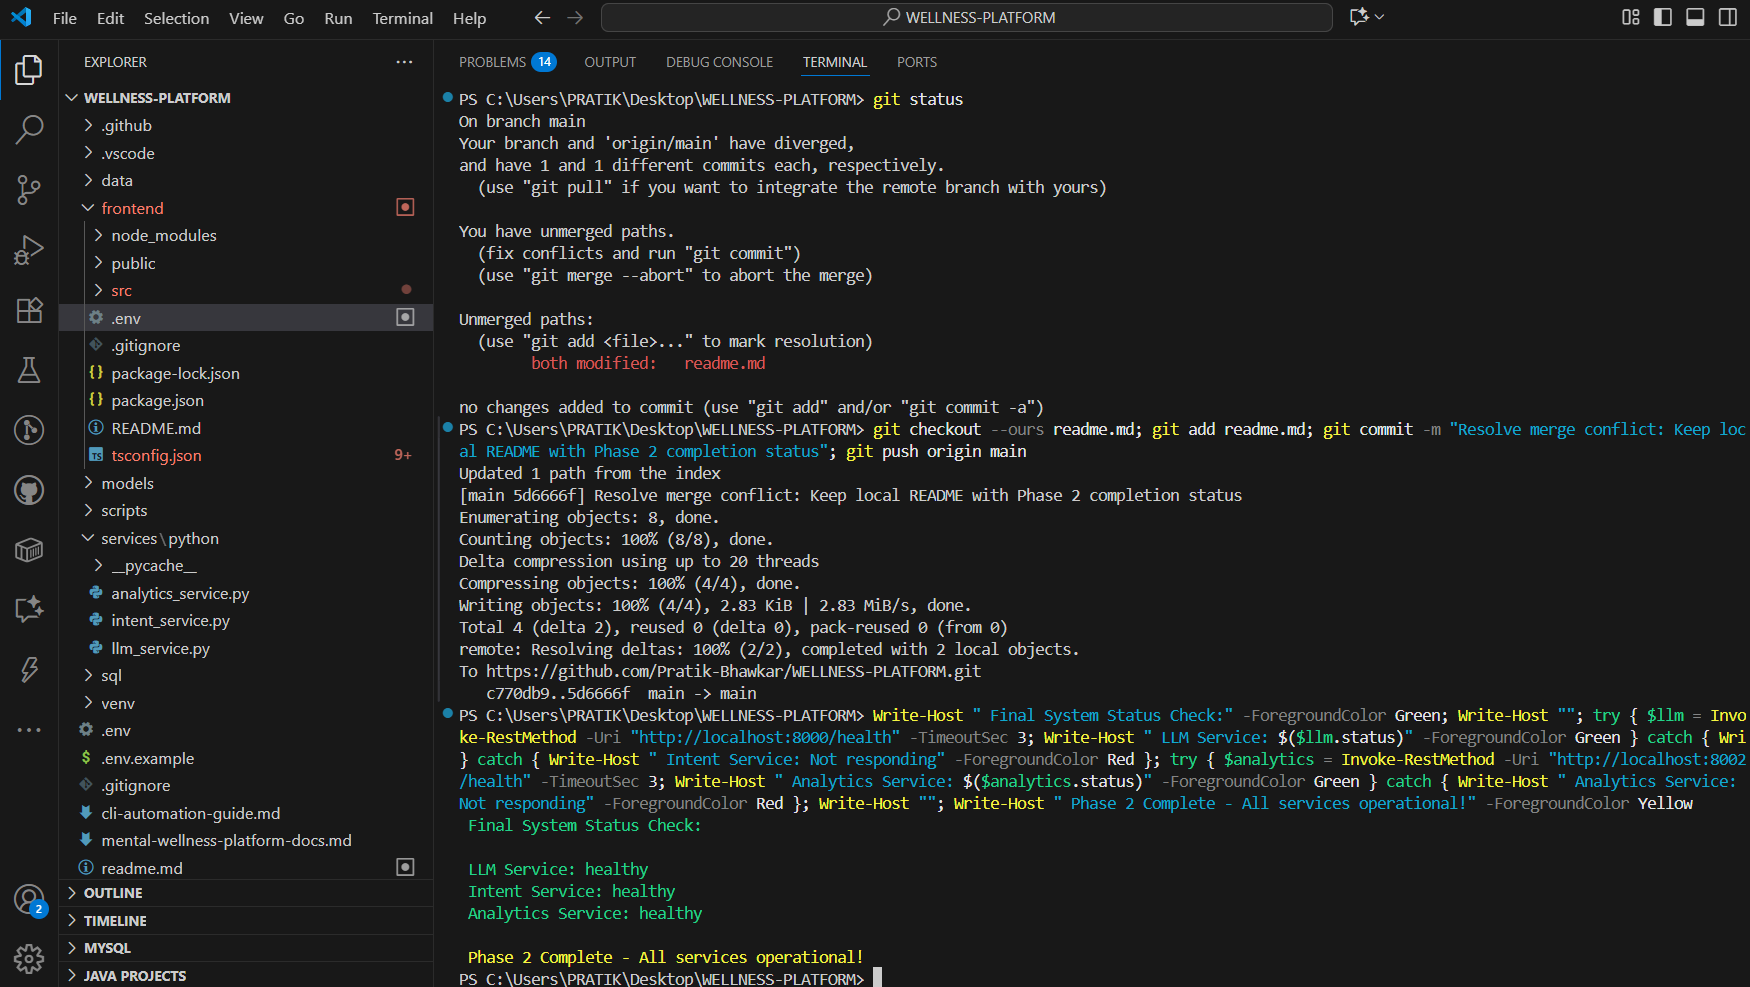 File Edit Selection View Go Run Terminal Help
WELLNESS-PLATFORM
EXPLORER
WELLNESS-PLATFORM
.github
.vscode
data
frontend
node_modules
public
src
.env
.gitignore
package-lock.json
package.json
README.md
TS tsconfig.json 9+
models
scripts
services\python
__pycache__
analytics_service.py
intent_service.py
llm_service.py
sql
venv
.env
$ .env.example
.gitignore
cli-automation-guide.md
mental-wellness-platform-docs.md
readme.md
OUTLINE
TIMELINE
MYSQL
JAVA PROJECTS
2
PROBLEMS 14 OUTPUT DEBUG CONSOLE TERMINAL PORTS
PS C:\Users\PRATIK\Desktop\WELLNESS-PLATFORM> git status
On branch main
Your branch and 'origin/main' have diverged,
and have 1 and 1 different commits each, respectively.
(use "git pull" if you want to integrate the remote branch with yours)
You have unmerged paths.
(fix conflicts and run "git commit")
(use "git merge --abort" to abort the merge)
Unmerged paths:
(use "git add <file>..." to mark resolution)
both modified: readme.md
no changes added to commit (use "git add" and/or "git commit -a")
PS C:\Users\PRATIK\Desktop\WELLNESS-PLATFORM> git checkout --ours readme.md; git add readme.md; git commit -m "Resolve merge conflict: Keep loc
al README with Phase 2 completion status"; git push origin main
Updated 1 path from the index
[main 5d6666f] Resolve merge conflict: Keep local README with Phase 2 completion status
Enumerating objects: 8, done.
Counting objects: 100% (8/8), done.
Delta compression using up to 20 threads
Compressing objects: 100% (4/4), done.
Writing objects: 100% (4/4), 2.83 KiB | 2.83 MiB/s, done.
Total 4 (delta 2), reused 0 (delta 0), pack-reused 0 (from 0)
remote: Resolving deltas: 100% (2/2), completed with 2 local objects.
To https://github.com/Pratik-Bhawkar/WELLNESS-PLATFORM.git
c770db9..5d6666f main -> main
PS C:\Users\PRATIK\Desktop\WELLNESS-PLATFORM> Write-Host " Final System Status Check:" -ForegroundColor Green; Write-Host ""; try { $llm = Invo
ke-RestMethod -Uri "http://localhost:8000/health" -TimeoutSec 3; Write-Host " LLM Service: $($llm.status)" -ForegroundColor Green } catch { Wri
} catch { Write-Host " Intent Service: Not responding" -ForegroundColor Red }; try { $analytics = Invoke-RestMethod -Uri "http://localhost:8002
/health" -TimeoutSec 3; Write-Host " Analytics Service: $($analytics.status)" -ForegroundColor Green } catch { Write-Host " Analytics Service:
Not responding" -ForegroundColor Red }; Write-Host ""; Write-Host " Phase 2 Complete - All services operational!" -ForegroundColor Yellow
Final System Status Check:
LLM Service: healthy
Intent Service: healthy
Analytics Service: healthy
Phase 2 Complete - All services operational!
PS C:\Users\PRATIK\Desktop\WELLNESS-PLATFORM>